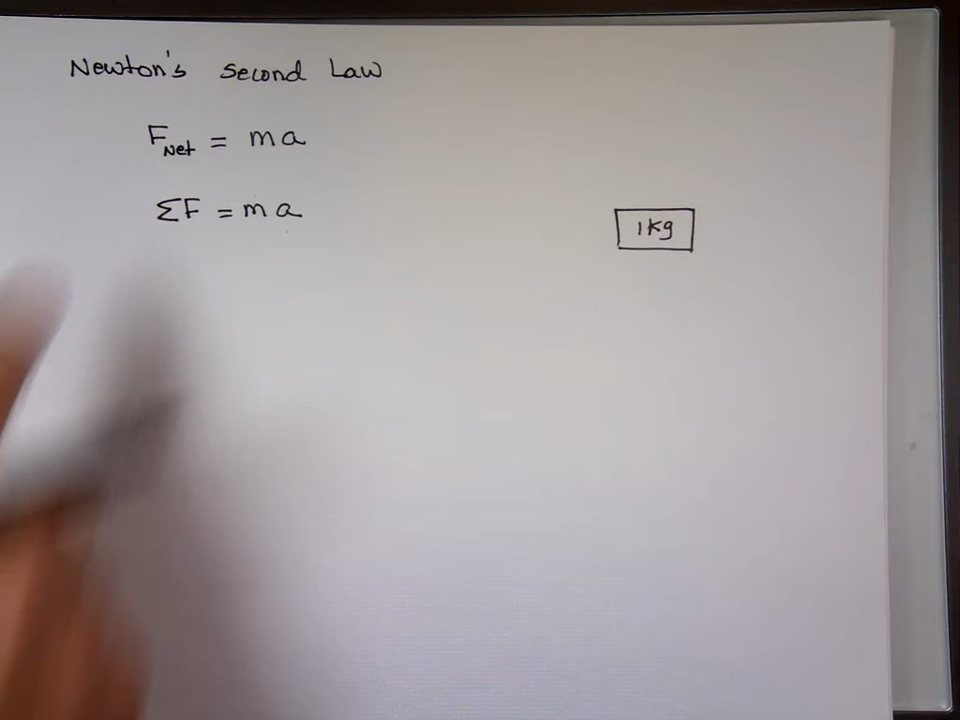 Newton's Second Law
F_Net = ma
ΣF = ma
1kg